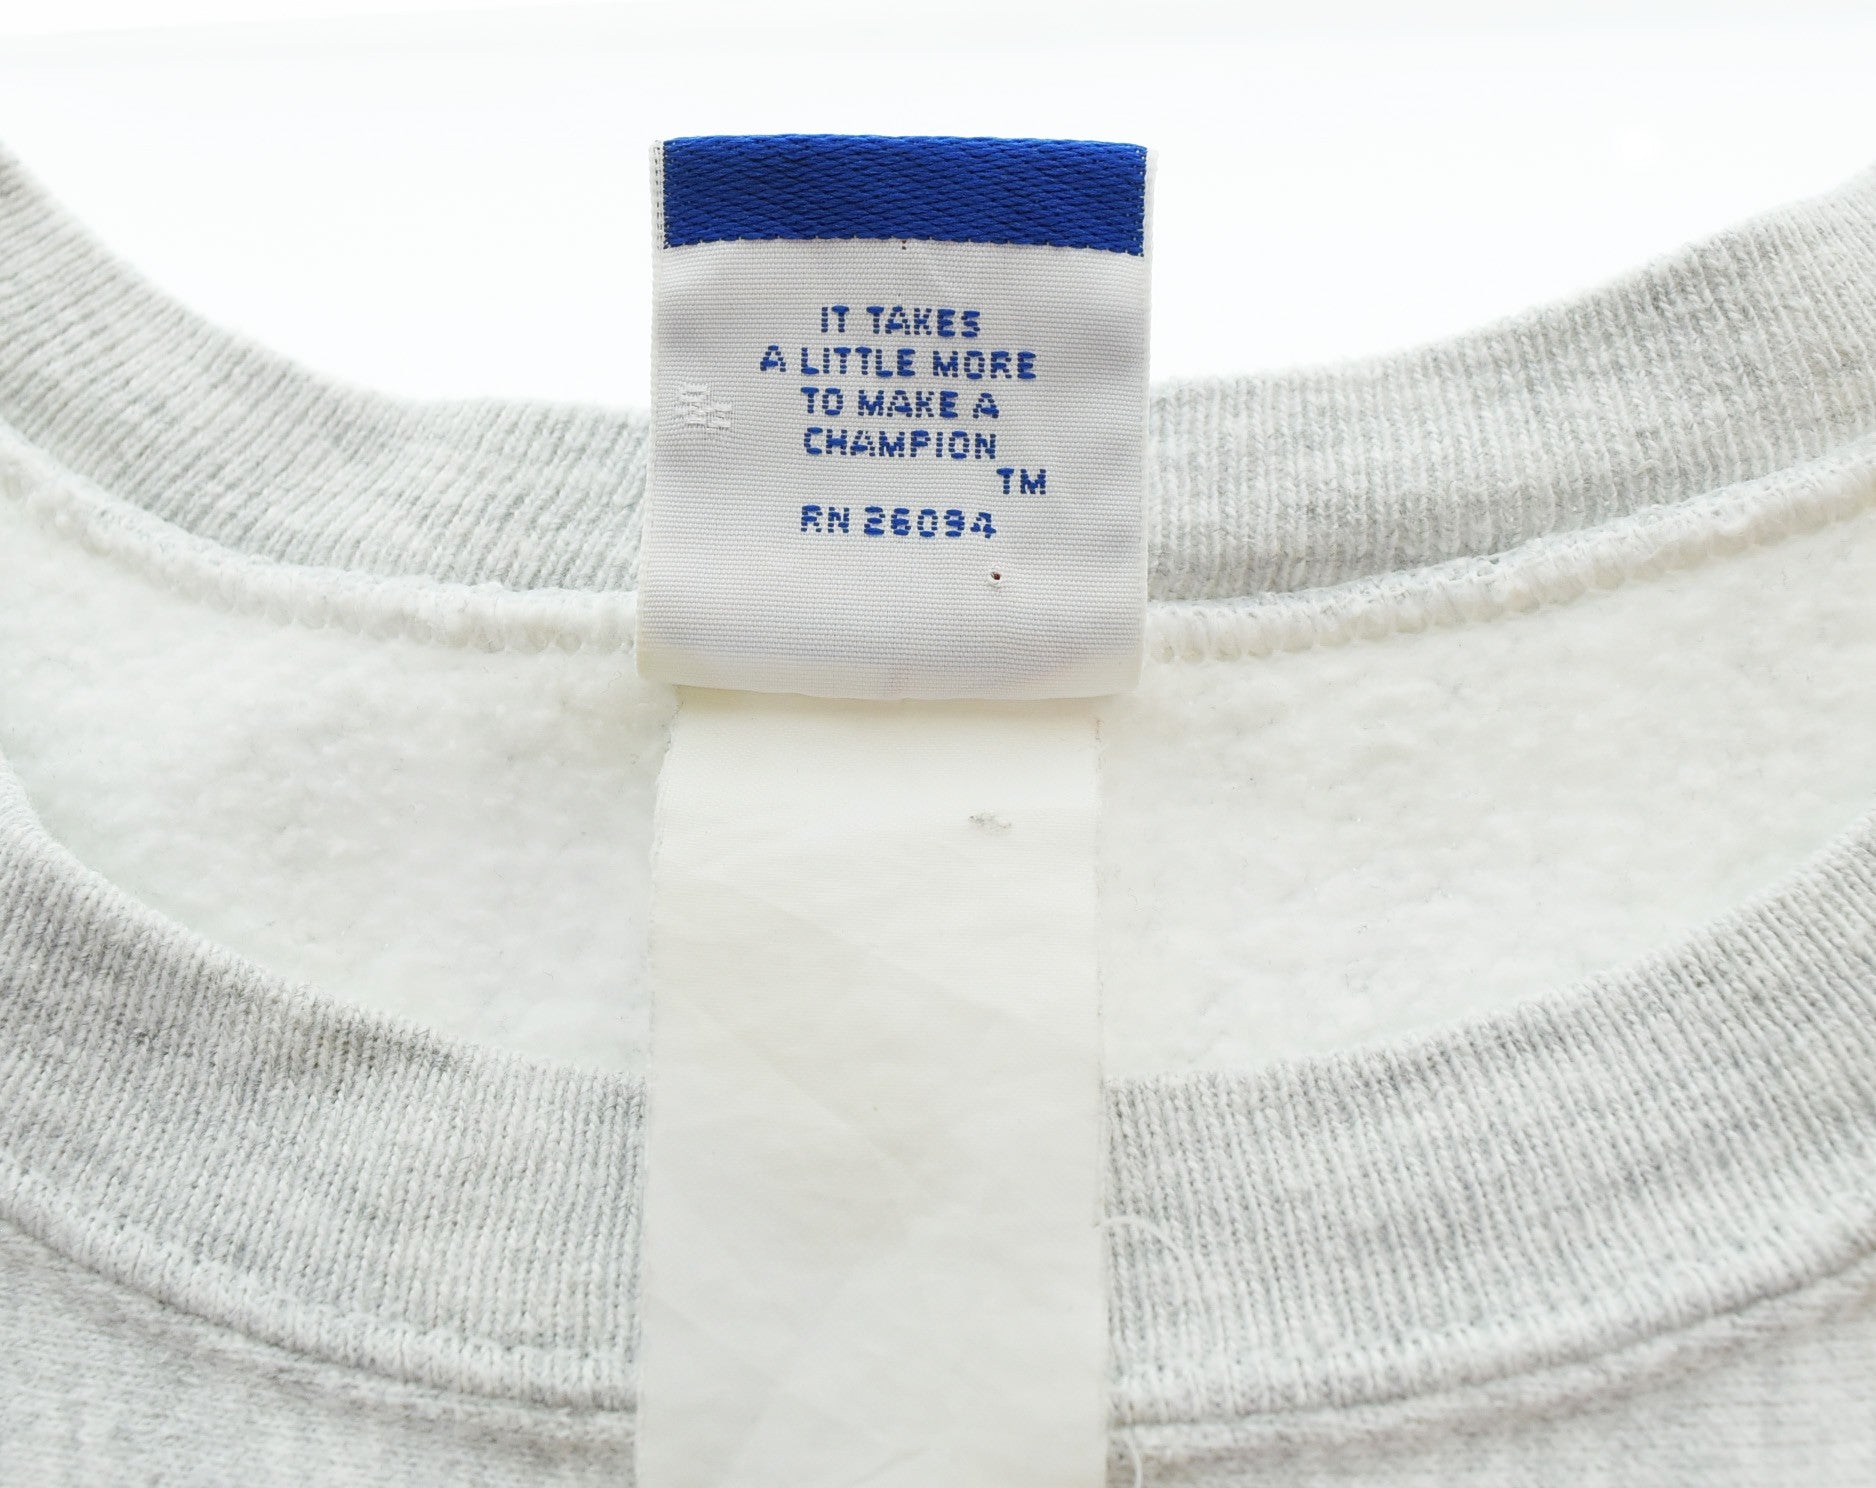 IT TAKES
A LITTLE MORE
TO MAKE A
CHAMPION
TM
RN 26094